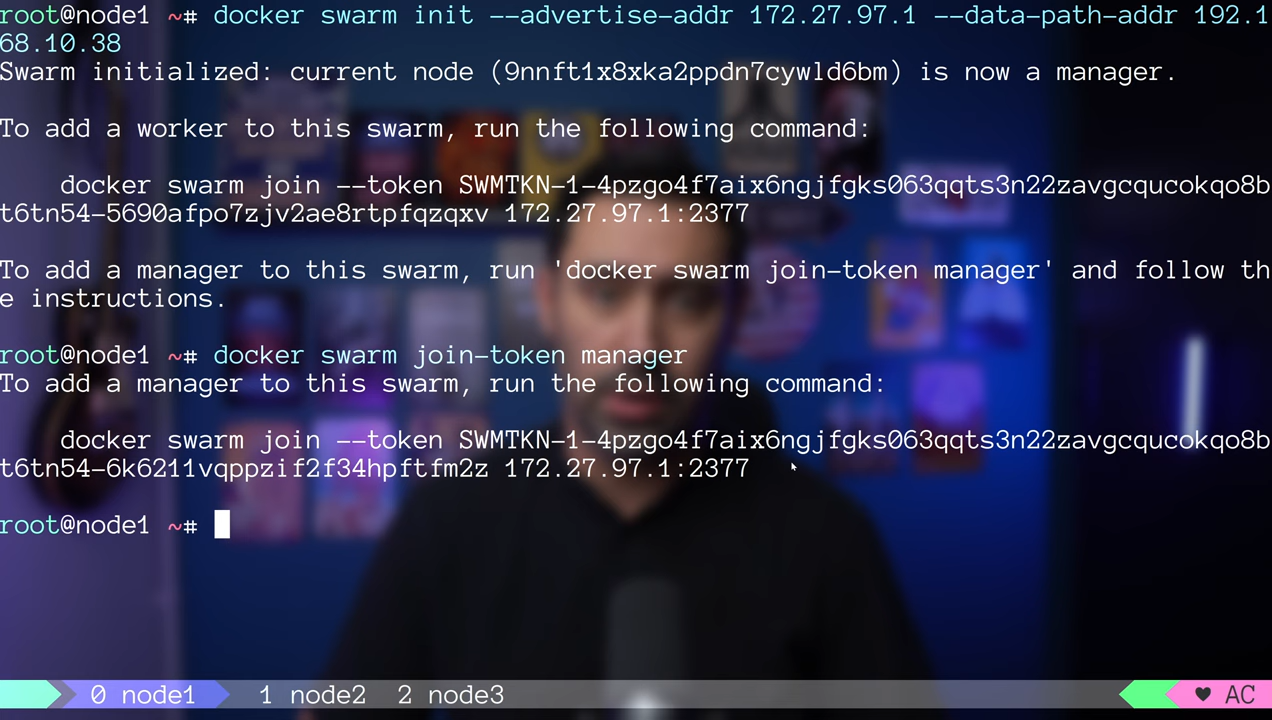 root@node1 ~# docker swarm init --advertise-addr 172.27.97.1 --data-path-addr 192.1
68.10.38
Swarm initialized: current node (9nnft1x8xka2ppdn7cywld6bm) is now a manager.
To add a worker to this swarm, run the following command:
docker swarm join --token SWMTKN-1-4pzgo4f7aix6ngjfgks063qqts3n22zavgcqucokqo8b
t6tn54-5690afpo7zjv2ae8rtpfqzqxv 172.27.97.1:2377
To add a manager to this swarm, run 'docker swarm join-token manager' and follow th
e instructions.
root@node1 ~# docker swarm join-token manager
To add a manager to this swarm, run the following command:
docker swarm join --token SWMTKN-1-4pzgo4f7aix6ngjfgks063qqts3n22zavgcqucokqo8b
t6tn54-6k6211vqppzif2f34hpftfm2z 172.27.97.1:2377
root@node1 ~#
0 node1 1 node2 2 node3 ♥ AC